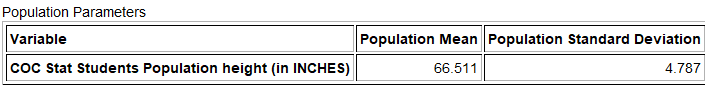 Population Parameters
Variable Population Mean Population Standard Deviation
COC Stat Students Population height (in INCHES) 66.511 4.787